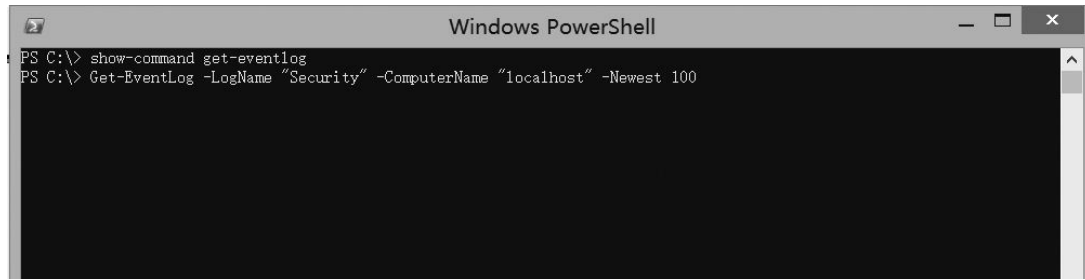 Windows PowerShell
PS C:\> show-command get-eventlog
PS C:\> Get-EventLog -LogName "Security" -ComputerName "localhost" -Newest 100